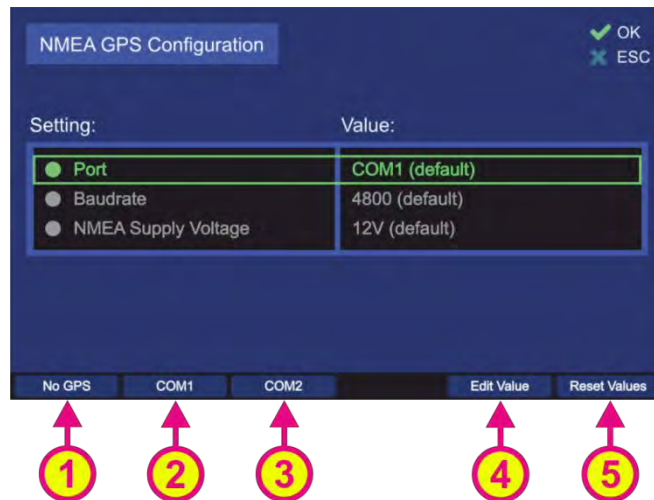 NMEA GPS Configuration
OK
ESC
Setting:
Value:
Port
COM1 (default)
Baudrate
4800 (default)
NMEA Supply Voltage
12V (default)
No GPS
COM1
COM2
Edit Value
Reset Values
1
2
3
4
5